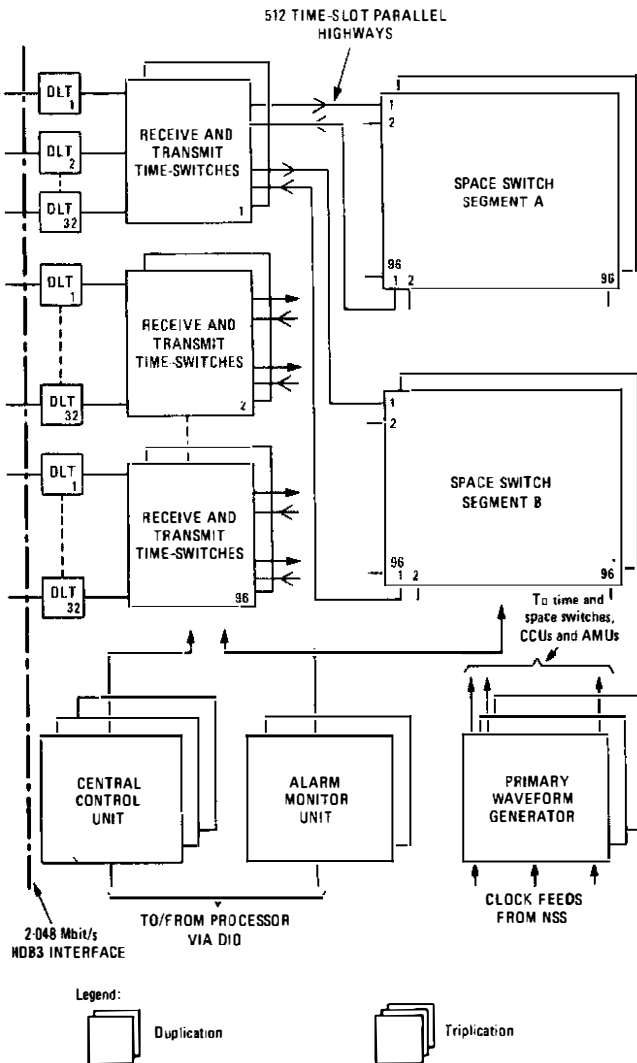 512 TIME-SLOT PARALLEL
HIGHWAYS
DLT
1
DLT
2
DLT
32
RECEIVE AND
TRANSMIT
TIME-SWITCHES
1
1
2
SPACE SWITCH
SEGMENT A
96
1 2
96
DLT
1
DLT
32
RECEIVE AND
TRANSMIT
TIME-SWITCHES
2
1
2
SPACE SWITCH
SEGMENT B
96
1 2
96
DLT
1
DLT
32
RECEIVE AND
TRANSMIT
TIME-SWITCHES
96
To time and
space switches,
CCUs and AMUs
CENTRAL
CONTROL
UNIT
ALARM
MONITOR
UNIT
PRIMARY
WAVEFORM
GENERATOR
2·048 Mbit/s
HDB3 INTERFACE
TO/FROM PROCESSOR
VIA DIO
CLOCK FEEDS
FROM NSS
Legend:
Duplication
Triplication